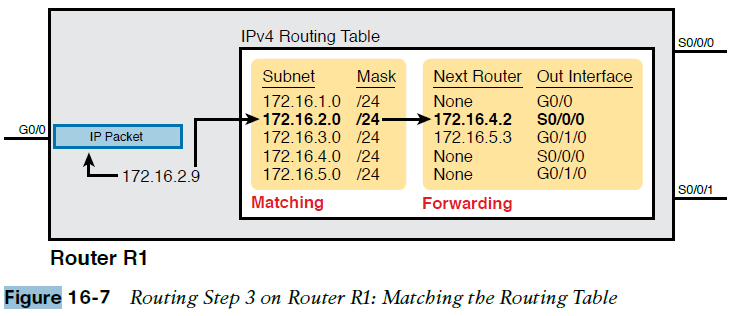 IPv4 Routing Table
S0/0/0
Subnet Mask Next Router Out Interface
172.16.1.0 /24 None G0/0
172.16.2.0 /24 172.16.4.2 S0/0/0
172.16.3.0 /24 172.16.5.3 G0/1/0
172.16.4.0 /24 None S0/0/0
172.16.5.0 /24 None G0/1/0
G0/0
IP Packet
172.16.2.9
Matching Forwarding
S0/0/1
Router R1
Figure 16-7 Routing Step 3 on Router R1: Matching the Routing Table